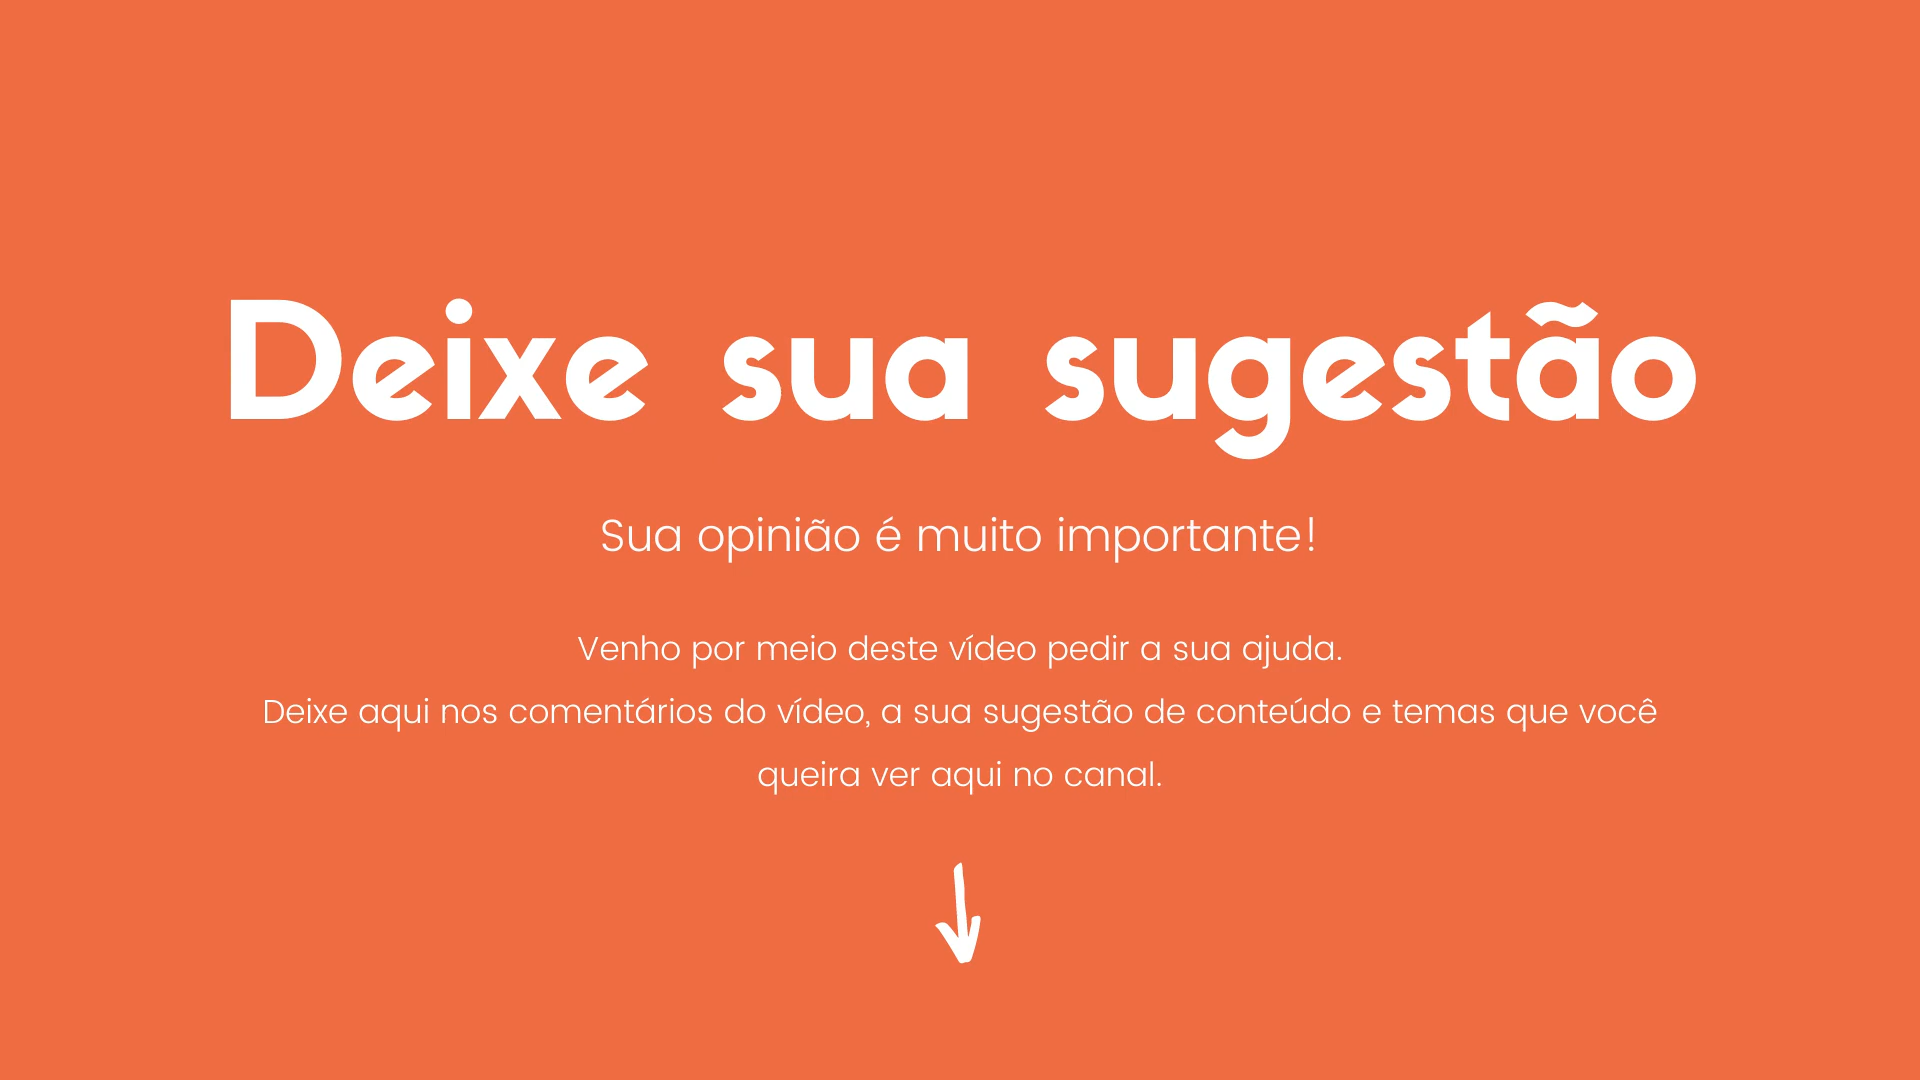 Deixe sua sugestão
Sua opinião é muito importante!
Venho por meio deste vídeo pedir a sua ajuda.
Deixe aqui nos comentários do vídeo, a sua sugestão de conteúdo e temas que você
queira ver aqui no canal.